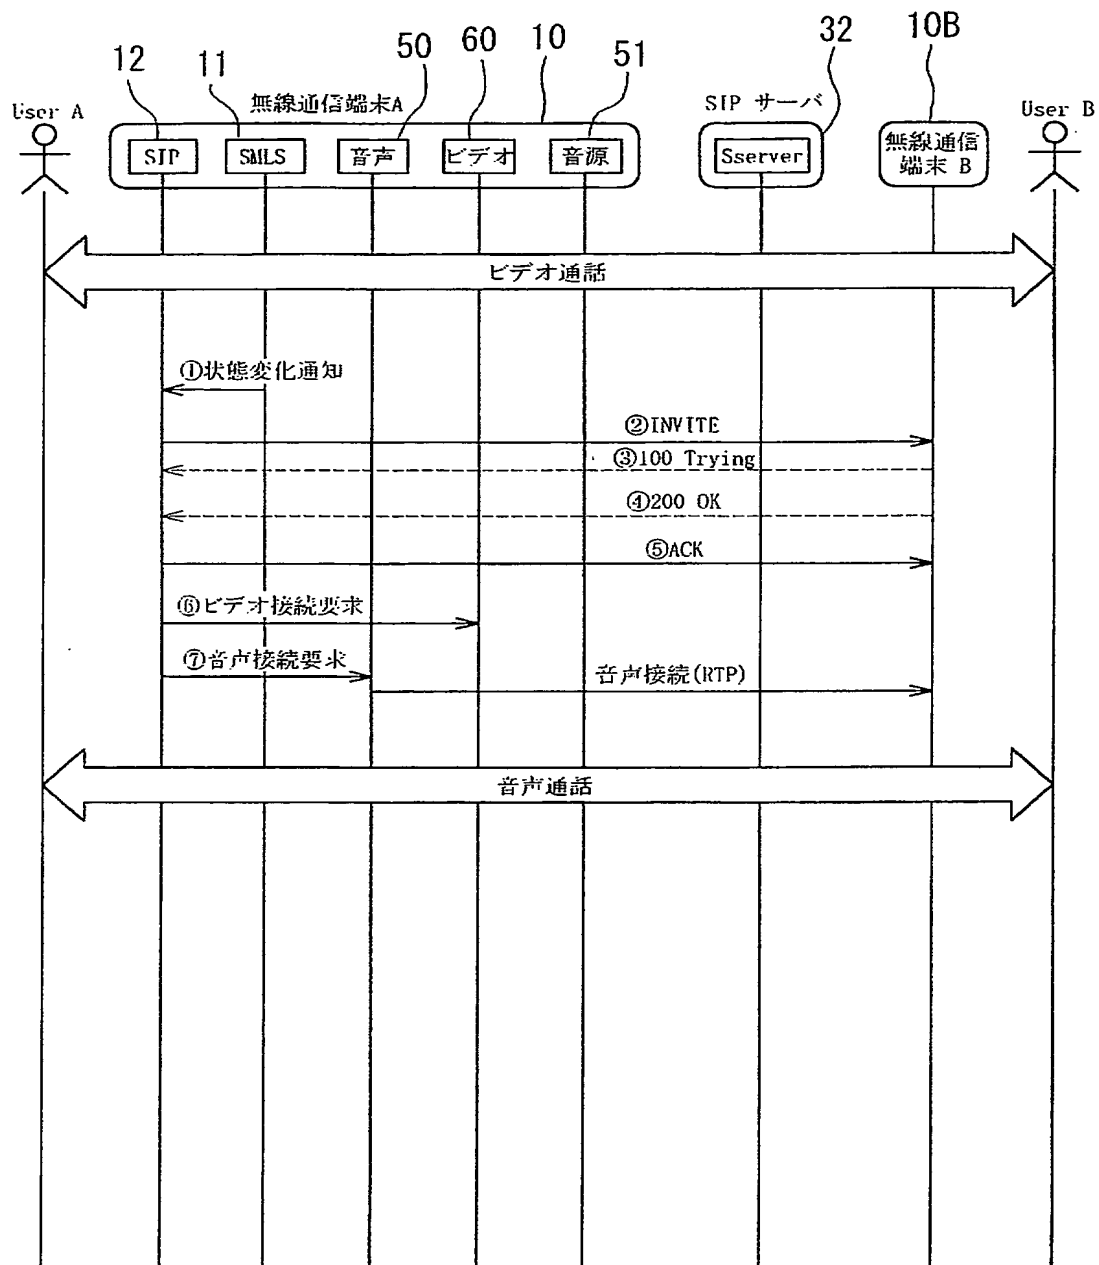 12
11
50
60
10
51
32
10B
User A
無線通信端末A
SIP サーバ
User B
SIP
SMLS
音声
ビデオ
音源
Sserver
無線通信
端末 B
ビデオ通話
①状態変化通知
②INVITE
③100 Trying
④200 OK
⑤ACK
⑥ビデオ接続要求
⑦音声接続要求
音声接続(RTP)
音声通話